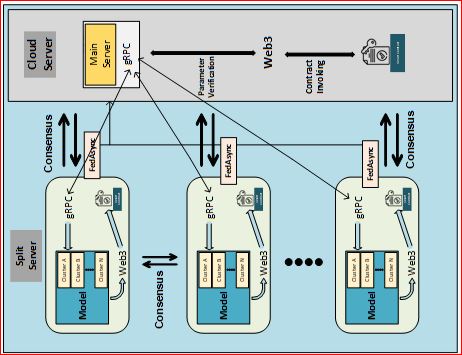 Cloud
Server
Main
Server
gRPC
Parameter
Verification
Web3
Contract
Invoking
Consensus
Consensus
Consensus
FedAsync
FedAsync
FedAsync
Split
Server
gRPC
Cluster A
Cluster B
Cluster N
Model
Web3
Consensus
gRPC
Cluster A
Cluster B
Cluster N
Model
Web3
gRPC
Cluster A
Cluster B
Cluster N
Model
Web3